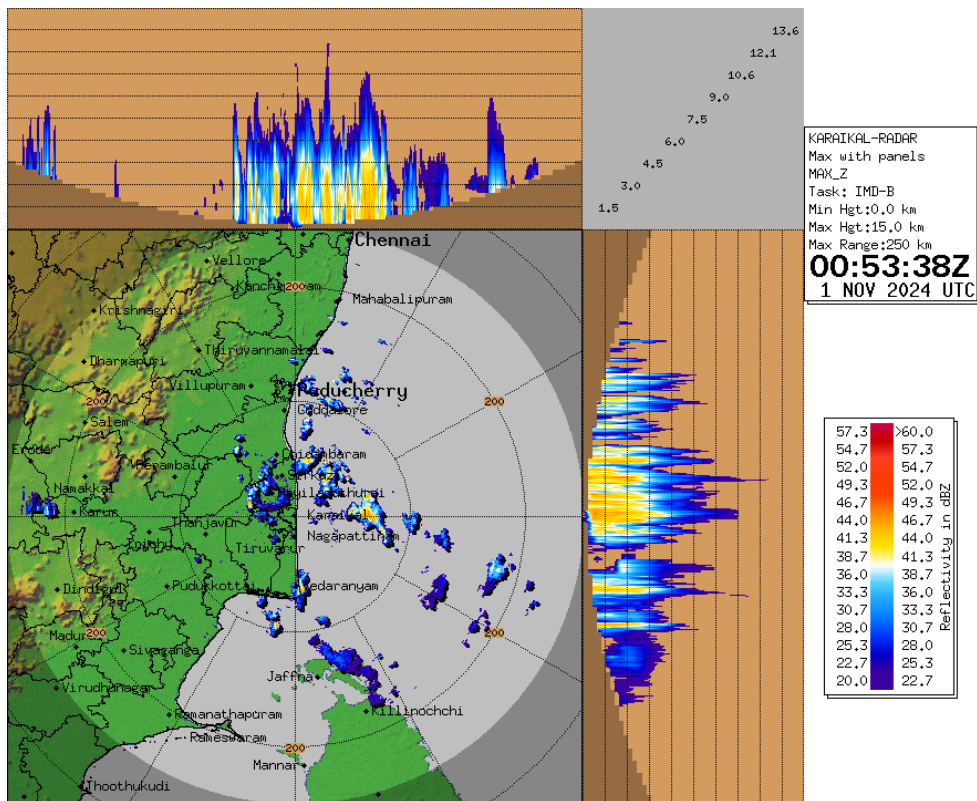 13.6
12.1
10.6
9.0
7.5
6.0
4.5
3.0
1.5
KARAIKAL-RADAR
Max with panels
MAX_Z
Task: IMD-B
Min Hgt:0.0 km
Max Hgt:15.0 km
Max Range:250 km
00:53:38Z
1 NOV 2024 UTC
Chennai
Vellore
200
Mahabalipuram
Krishnagiri
Thiruvannamalai
Dharmapuri
Villupuram
Puducherry
200
200
Cuddalore
Salem
Erode
Chidambaram
Perambalur
Sirkazi
Namakkal
Mayiladuthurai
Karur
Karaikal
Thanjavur
Nagapattinam
Tiruvarur
Pudukkottai
Vedaranyam
Dindigul
200
200
Sivaganga
Jaffna
Virudhunagar
Ramanathapuram
Killinochchi
Rameswaram
200
Mannar
Thoothukudi
57.3 >60.0
54.7 57.3
52.0 54.7
49.3 52.0
46.7 49.3
44.0 46.7
41.3 44.0
38.7 41.3
36.0 38.7
33.3 36.0
30.7 33.3
28.0 30.7
25.3 28.0
22.7 25.3
20.0 22.7
Reflectivity in dBZ